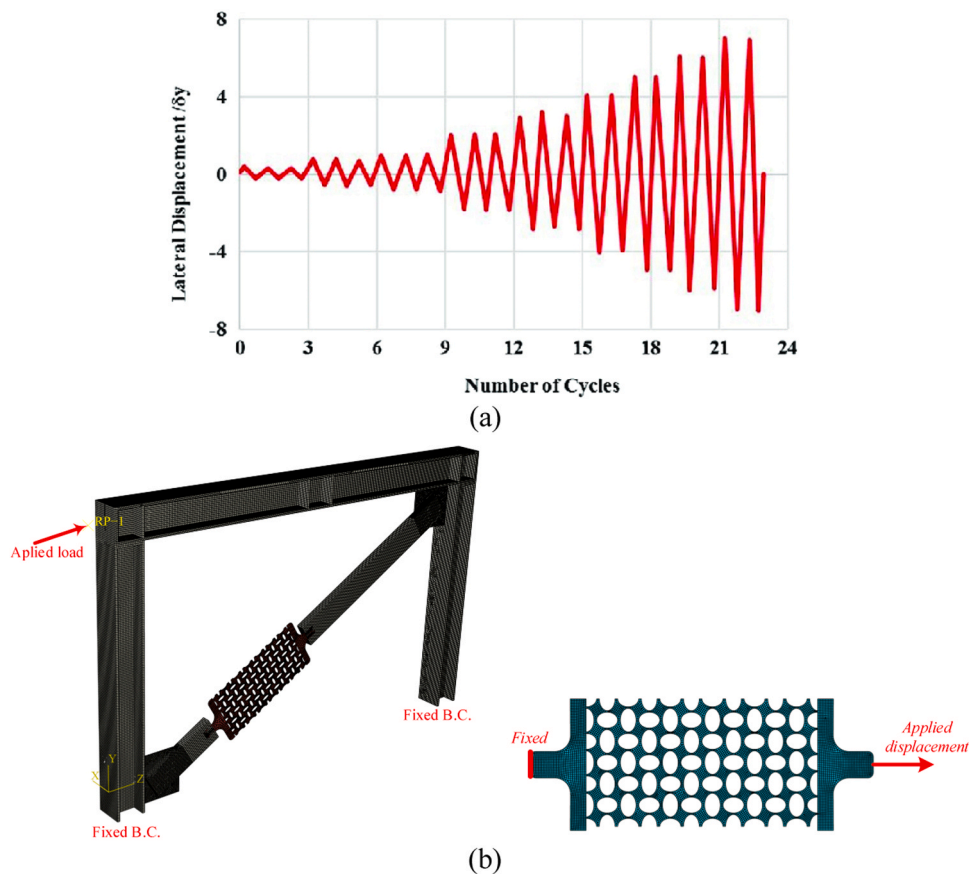 8
4
0
-4
-8
Lateral Displacement /δy
0 3 6 9 12 15 18 21 24
Number of Cycles
(a)
RP-1
Aplied load
Y
X Z
Fixed B.C.
Fixed B.C.
Fixed
Applied
displacement
(b)